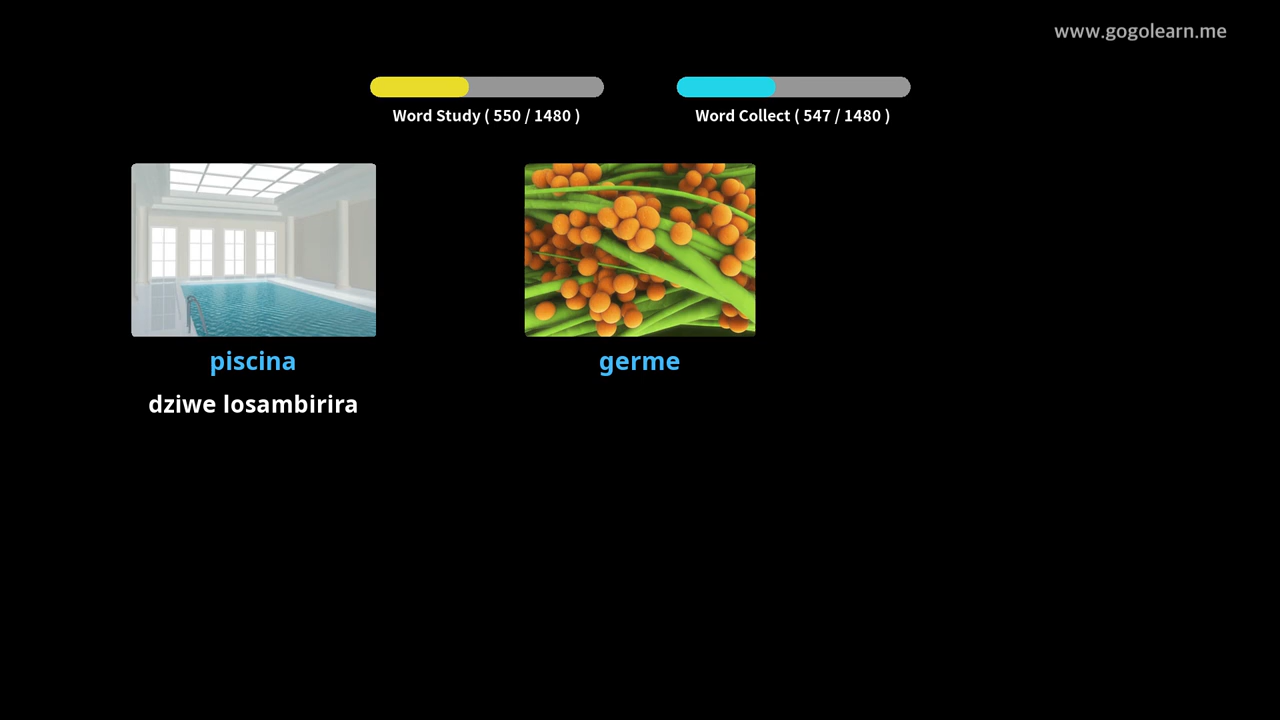 www.gogolearn.me
Word Study ( 550 / 1480 )
Word Collect ( 547 / 1480 )
piscina
germe
dziwe losambirira